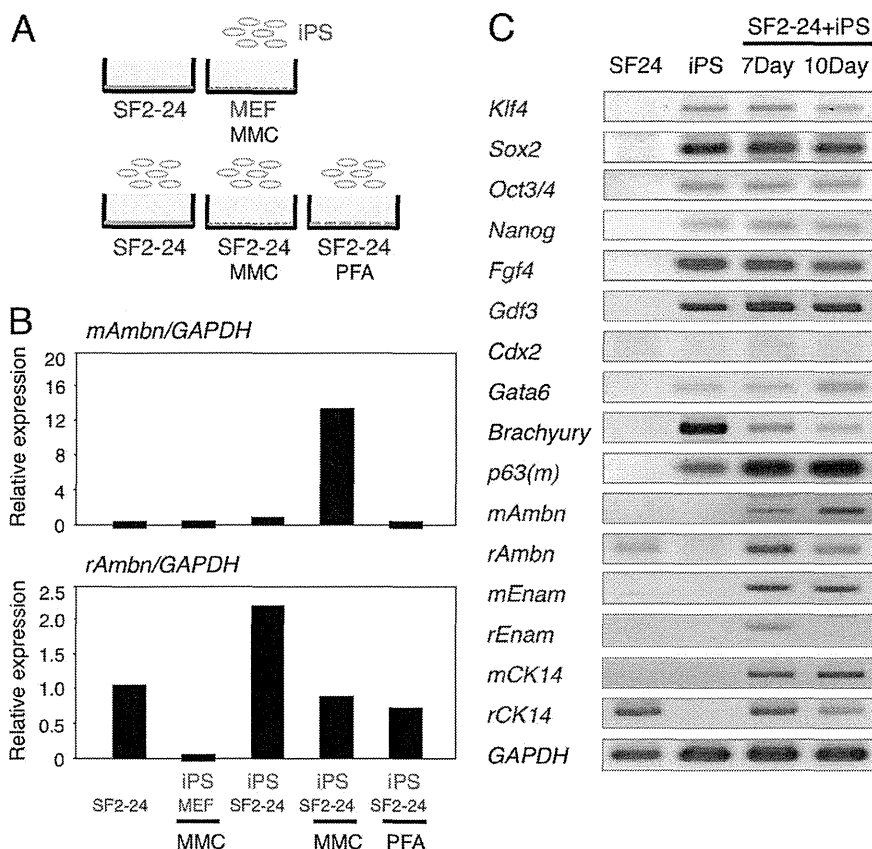 A
iPS
SF2-24
MEF
MMC
SF2-24
SF2-24
MMC
SF2-24
PFA
B
mAmbn/GAPDH
Relative expression
20
16
12
8
4
0
rAmbn/GAPDH
Relative expression
2.5
2.0
1.5
1.0
0.5
0
SF2-24
iPS
MEF
MMC
iPS
SF2-24
iPS
SF2-24
MMC
iPS
SF2-24
PFA
C
SF2-24+iPS
SF24 iPS 7Day 10Day
Klf4
Sox2
Oct3/4
Nanog
Fgf4
Gdf3
Cdx2
Gata6
Brachyury
p63(m)
mAmbn
rAmbn
mEnam
rEnam
mCK14
rCK14
GAPDH